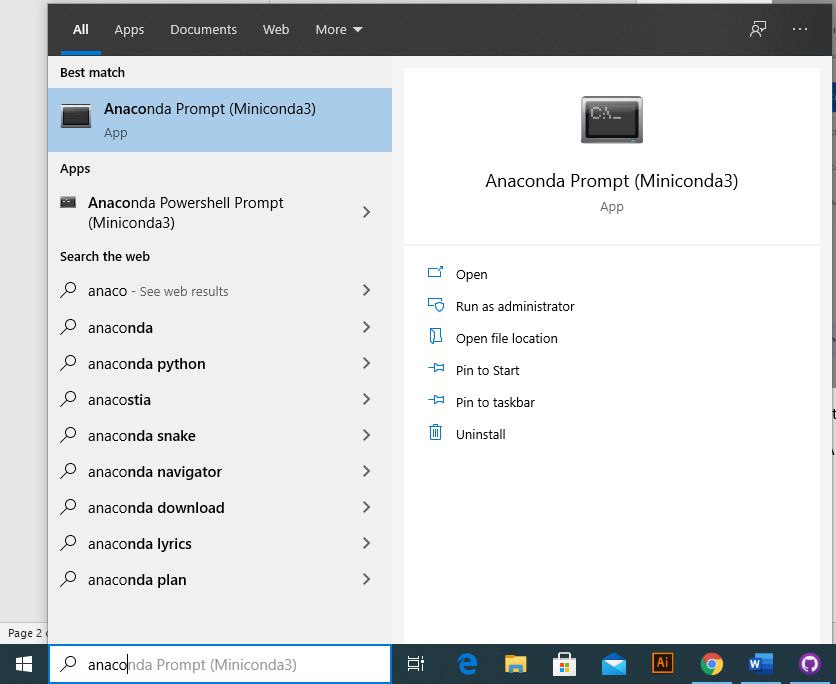 All Apps Documents Web More
Best match
Anaconda Prompt (Miniconda3)
App
Apps
Anaconda Powershell Prompt
(Miniconda3)
Search the web
anaco - See web results
anaconda
anaconda python
anacostia
anaconda snake
anaconda navigator
anaconda download
anaconda lyrics
anaconda plan
C:\_
Anaconda Prompt (Miniconda3)
App
Open
Run as administrator
Open file location
Pin to Start
Pin to taskbar
Uninstall
Page 2
anaconda Prompt (Miniconda3)
Ai